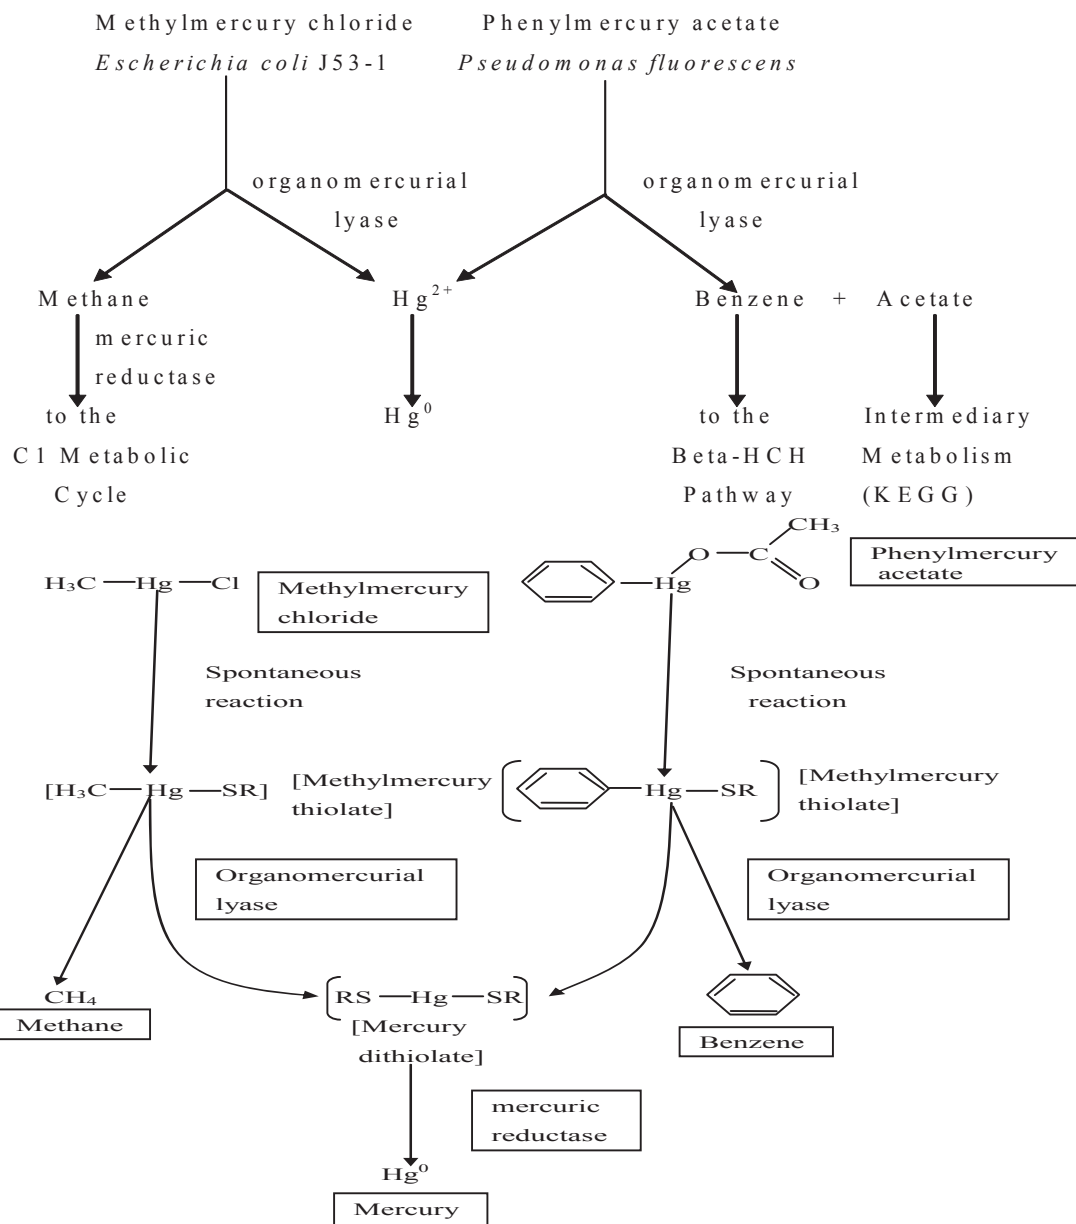 Methylmercury chloride Phenylmercury acetate
Escherichia coli J53-1 Pseudomonas fluorescens
organomercurial organomercurial
lyase lyase
Methane Hg2+ Benzene + Acetate
mercuric
reductase
to the Hg0 to the Intermediary
C1 Metabolic Beta-HCH Metabolism
Cycle Pathway (KEGG)
H3C Hg Cl
Methylmercury
chloride
CH3
O C
Hg O
Phenylmercury
acetate
Spontaneous
reaction
Spontaneous
reaction
[H3C Hg SR]
[Methylmercury
thiolate]
Hg SR
[Methylmercury
thiolate]
Organomercurial
lyase
Organomercurial
lyase
CH4
Methane
RS Hg SR
[Mercury
dithiolate]
Benzene
mercuric
reductase
Hg0
Mercury